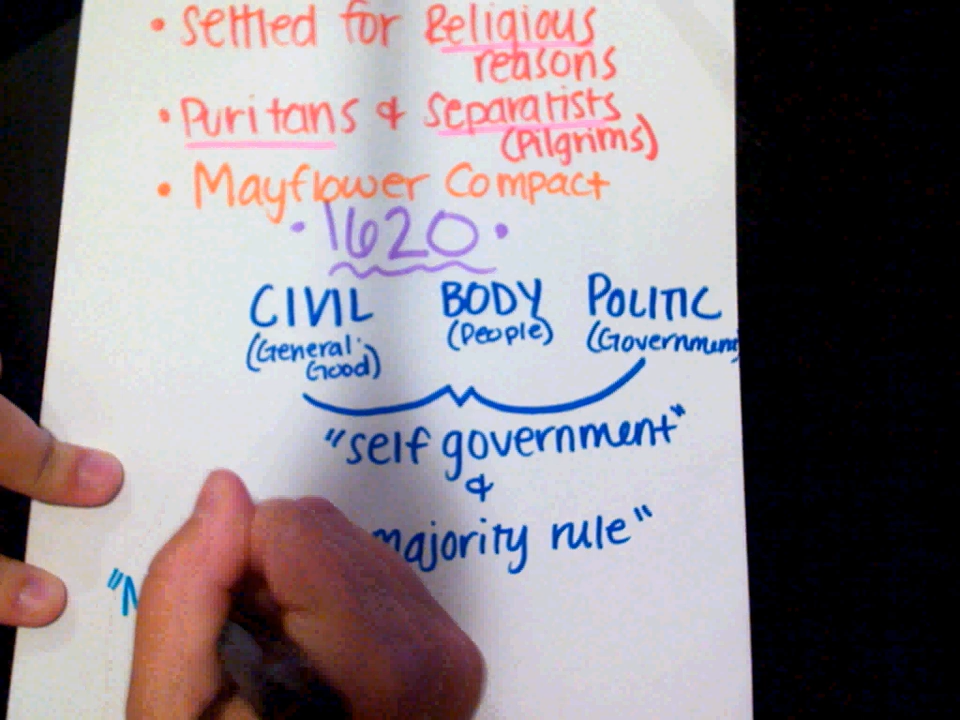 • Settled for Religious
reasons
• Puritans & Separatists
(Pilgrims)
• Mayflower Compact
• 1620 •
CIVIL BODY POLITIC
(General (People) (Government
Good)
"self government"
&
majority rule"
"N